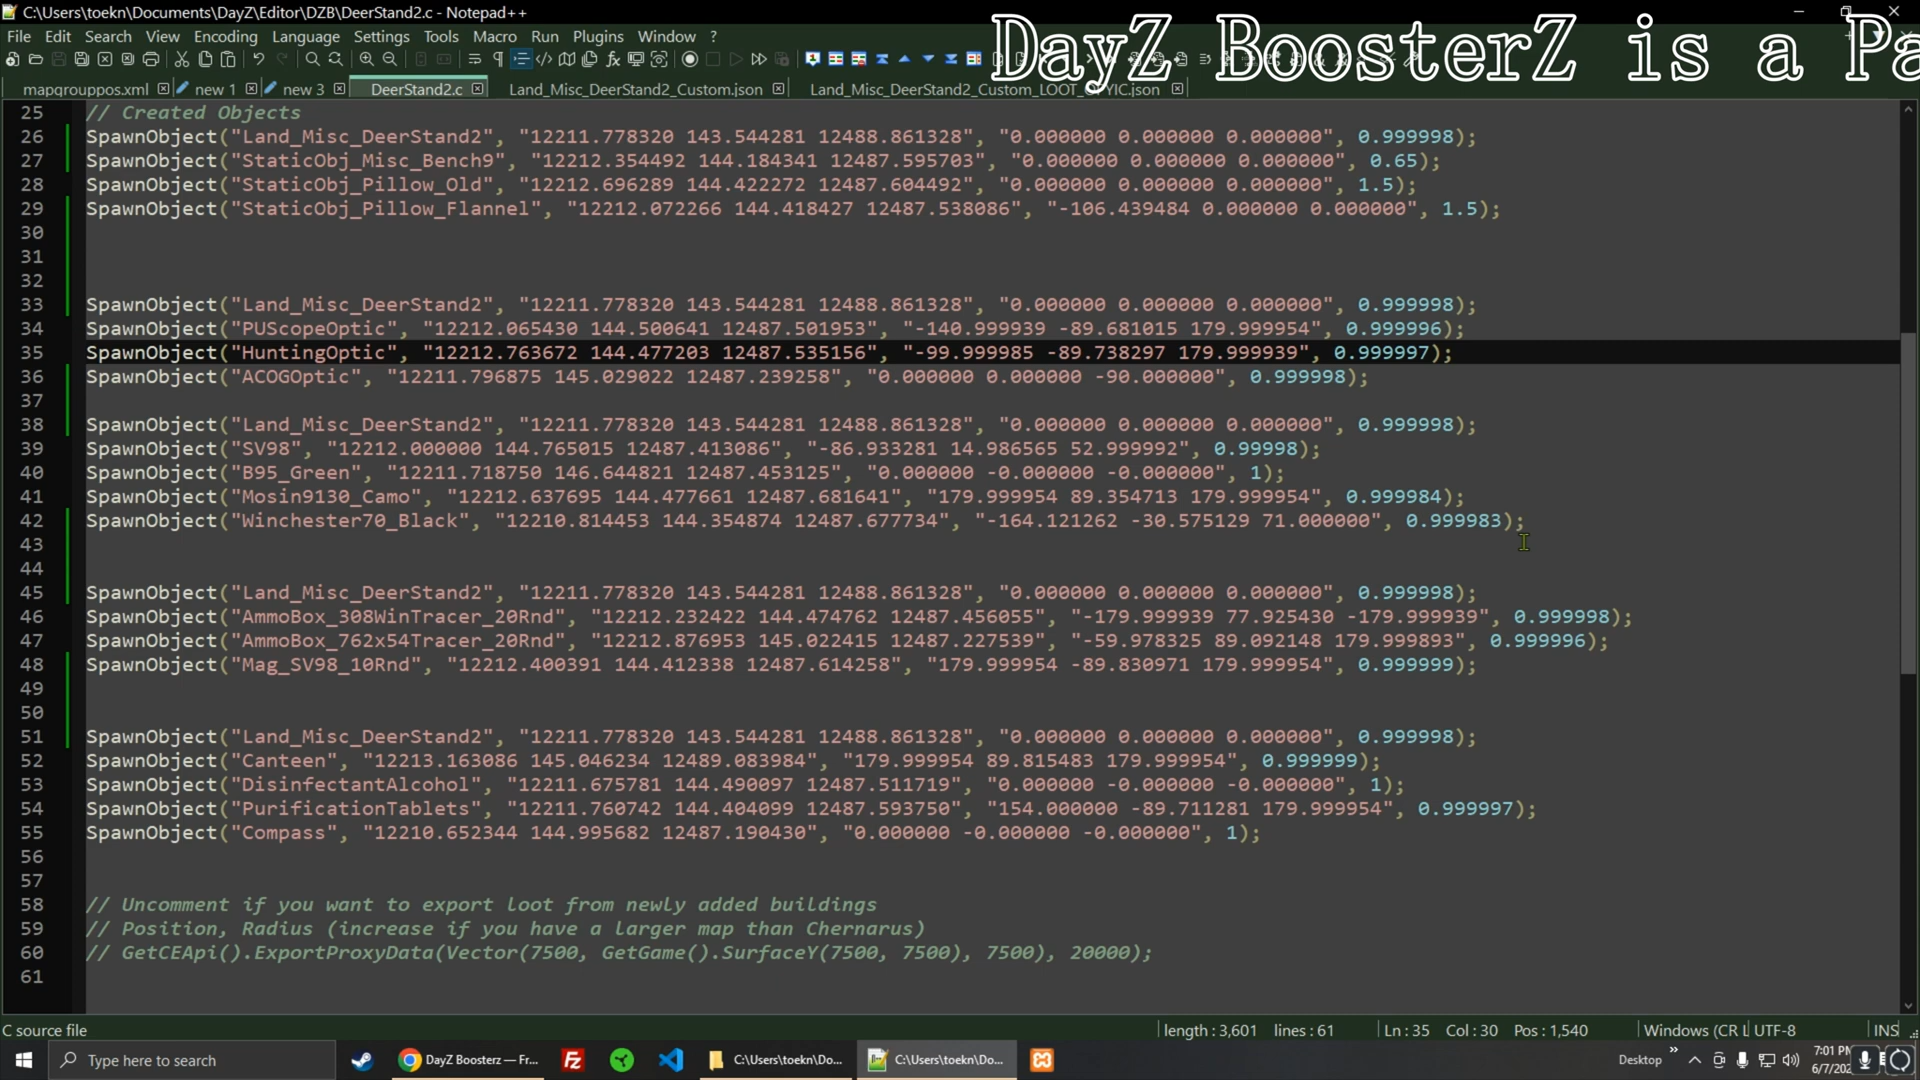 C:\Users\toekn\Documents\DayZ\Editor\DZB\DeerStand2.c - Notepad++
DayZ BoosterZ is a Pa
File Edit Search View Encoding Language Settings Tools Macro Run Plugins Window ?
mapgrouppos.xml new 1 new 3 DeerStand2.c Land_Misc_DeerStand2_Custom.json
25 // Created Objects
26 SpawnObject("Land_Misc_DeerStand2", "12211.778320 143.544281 12488.861328", "0.000000 0.000000 0.000000", 0.999998);
27 SpawnObject("StaticObj_Misc_Bench9", "12212.354492 144.184341 12487.595703", "0.000000 0.000000 0.000000", 0.65);
28 SpawnObject("StaticObj_Pillow_Old", "12212.696289 144.422272 12487.604492", "0.000000 0.000000 0.000000", 1.5);
29 SpawnObject("StaticObj_Pillow_Flannel", "12212.072266 144.418427 12487.538086", "-106.439484 0.000000 0.000000", 1.5);
30
31
32
33 SpawnObject("Land_Misc_DeerStand2", "12211.778320 143.544281 12488.861328", "0.000000 0.000000 0.000000", 0.999998);
34 SpawnObject("PUScopeOptic", "12212.065430 144.500641 12487.501953", "-140.999939 -89.681015 179.999954", 0.999996);
35 SpawnObject("HuntingOptic", "12212.763672 144.477203 12487.535156", "-99.999985 -89.738297 179.999939", 0.999997);
36 SpawnObject("ACOGOptic", "12211.796875 145.029022 12487.239258", "0.000000 0.000000 -90.000000", 0.999998);
37
38 SpawnObject("Land_Misc_DeerStand2", "12211.778320 143.544281 12488.861328", "0.000000 0.000000 0.000000", 0.999998);
39 SpawnObject("SV98", "12212.000000 144.765015 12487.413086", "-86.933281 14.986565 52.999992", 0.99998);
40 SpawnObject("B95_Green", "12211.718750 146.644821 12487.453125", "0.000000 -0.000000 -0.000000", 1);
41 SpawnObject("Mosin9130_Camo", "12212.637695 144.477661 12487.681641", "179.999954 89.354713 179.999954", 0.999984);
42 SpawnObject("Winchester70_Black", "12210.814453 144.354874 12487.677734", "-164.121262 -30.575129 71.000000", 0.999983);
43
44
45 SpawnObject("Land_Misc_DeerStand2", "12211.778320 143.544281 12488.861328", "0.000000 0.000000 0.000000", 0.999998);
46 SpawnObject("AmmoBox_308WinTracer_20Rnd", "12212.232422 144.474762 12487.456055", "-179.999939 77.925430 -179.999939", 0.999998);
47 SpawnObject("AmmoBox_762x54Tracer_20Rnd", "12212.876953 145.022415 12487.227539", "-59.978325 89.092148 179.999893", 0.999996);
48 SpawnObject("Mag_SV98_10Rnd", "12212.400391 144.412338 12487.614258", "179.999954 -89.830971 179.999954", 0.999999);
49
50
51 SpawnObject("Land_Misc_DeerStand2", "12211.778320 143.544281 12488.861328", "0.000000 0.000000 0.000000", 0.999998);
52 SpawnObject("Canteen", "12213.163086 145.046234 12489.083984", "179.999954 89.815483 179.999954", 0.999999);
53 SpawnObject("DisinfectantAlcohol", "12211.675781 144.490097 12487.511719", "0.000000 -0.000000 -0.000000", 1);
54 SpawnObject("PurificationTablets", "12211.760742 144.404099 12487.593750", "154.000000 -89.711281 179.999954", 0.999997);
55 SpawnObject("Compass", "12210.652344 144.995682 12487.190430", "0.000000 -0.000000 -0.000000", 1);
56
57
58 // Uncomment if you want to export loot from newly added buildings
59 // Position, Radius (increase if you have a larger map than Chernarus)
60 // GetCEApi().ExportProxyData(Vector(7500, GetGame().SurfaceY(7500, 7500), 7500), 20000);
61
C source file length : 3,601 lines : 61 Ln : 35 Col : 30 Pos : 1,540 Windows (CR L UTF-8 INS
Type here to search DayZ Boosterz — Fr... C:\Users\toekn\Do... C:\Users\toekn\Do... Desktop
7:01 PM
6/7/20